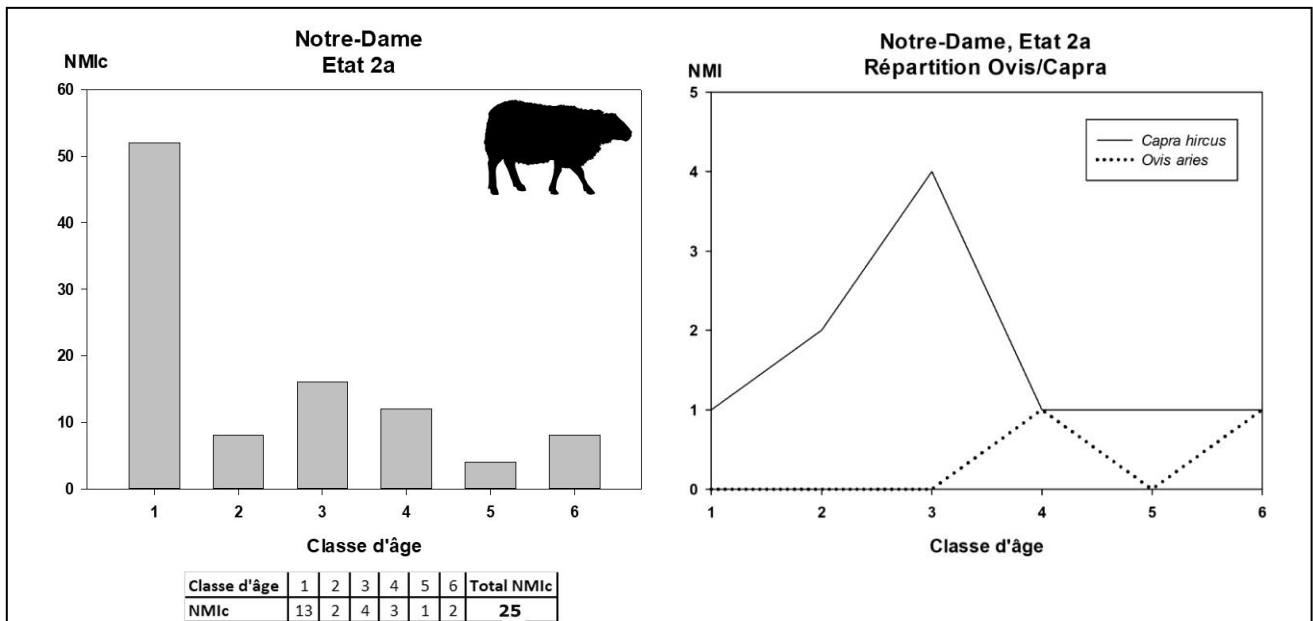 Notre-Dame
Etat 2a
NMIc
60
50
40
30
20
10
0
1 2 3 4 5 6
Classe d'âge
Classe d'âge 1 2 3 4 5 6 Total NMIc
NMIc 13 2 4 3 1 2 25
Notre-Dame, Etat 2a
Répartition Ovis/Capra
NMI
5
4
3
2
1
0
Capra hircus
Ovis aries
1 2 3 4 5 6
Classe d'âge